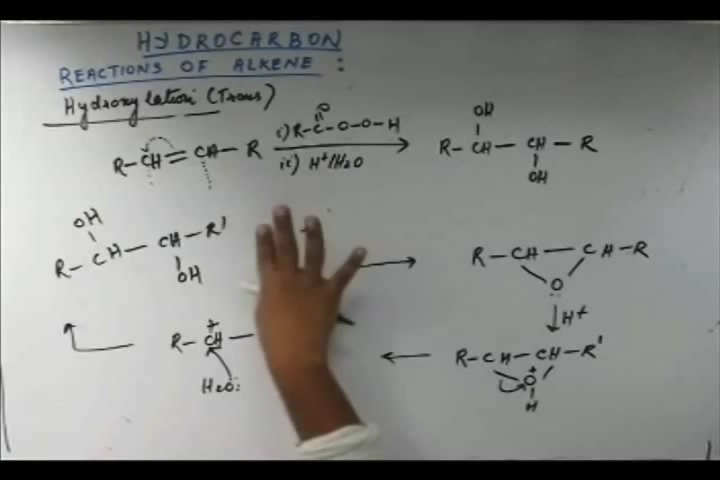 HYDROCARBON
REACTIONS OF ALKENE :
Hydroxylation (Trans)
R-CH=CH-R
i) R-C-O-O-H
O
ii) H+/H2O
OH
R-CH-CH-R
OH
OH
R-CH-CH-R'
OH
R-CH-CH-R
O
H+
R-CH-CH-R'
O+
H
+
R-CH-
H2O: